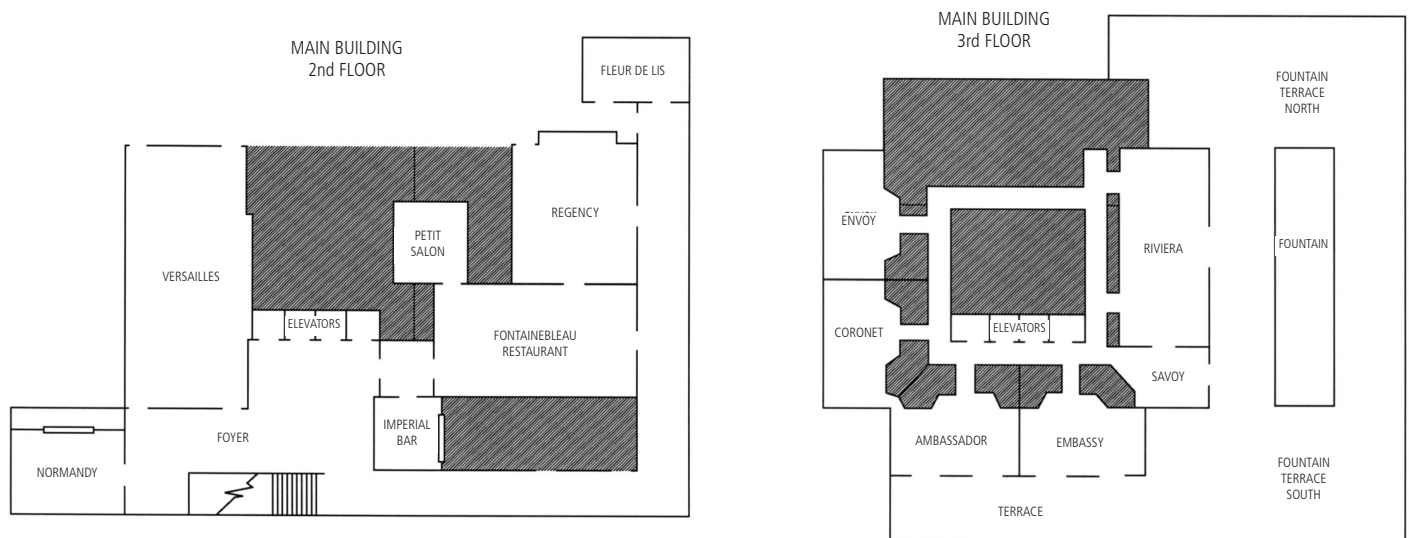 MAIN BUILDING
2nd FLOOR
FLEUR DE LIS
REGENCY
PETIT
SALON
VERSAILLES
ELEVATORS
FONTAINEBLEAU
RESTAURANT
IMPERIAL
BAR
FOYER
NORMANDY
MAIN BUILDING
3rd FLOOR
FOUNTAIN
TERRACE
NORTH
ENVOY
RIVIERA
FOUNTAIN
CORONET
ELEVATORS
SAVOY
AMBASSADOR
EMBASSY
FOUNTAIN
TERRACE
SOUTH
TERRACE